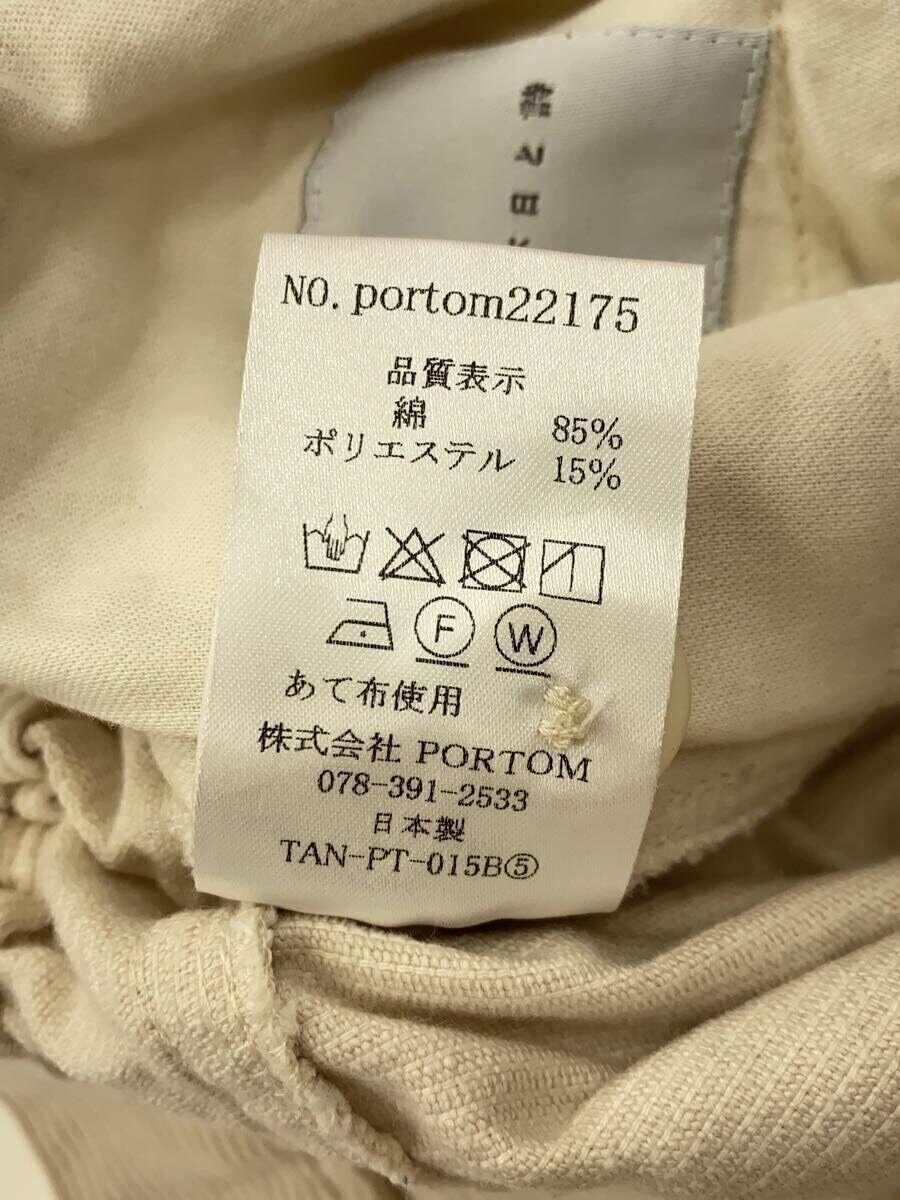 NO. portom22175
品質表示
綿 85%
ポリエステル 15%
F W
あて布使用
株式会社 PORTOM
078-391-2533
日本製
TAN-PT-015B⑤